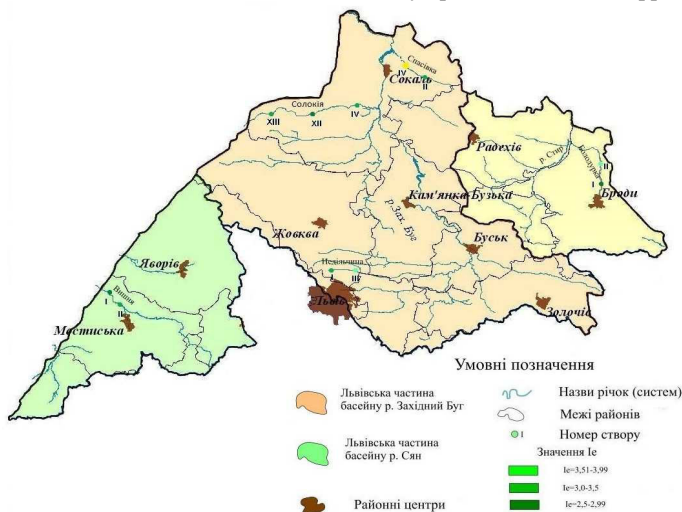 Спасівка
IV
II
Сокаль
Солокія
XIII
XII
IV
Радехів
р. Стир
II
I
Броди
Кам'янка-Бузька
р. Зах. Буг
Жовква
Буськ
Яворів
Недільчина
III
Львів
Золочів
I
Вишня
II
Мостиська
Умовні позначення
Львівська частина
басейну р. Західний Буг
Назви річок (систем)
Межі районів
Львівська частина
басейну р. Сян
I
Номер створу
Значення Іе
Іе=3,51-3,99
Іе=3,0-3,5
Районні центри
Іе=2,5-2,99